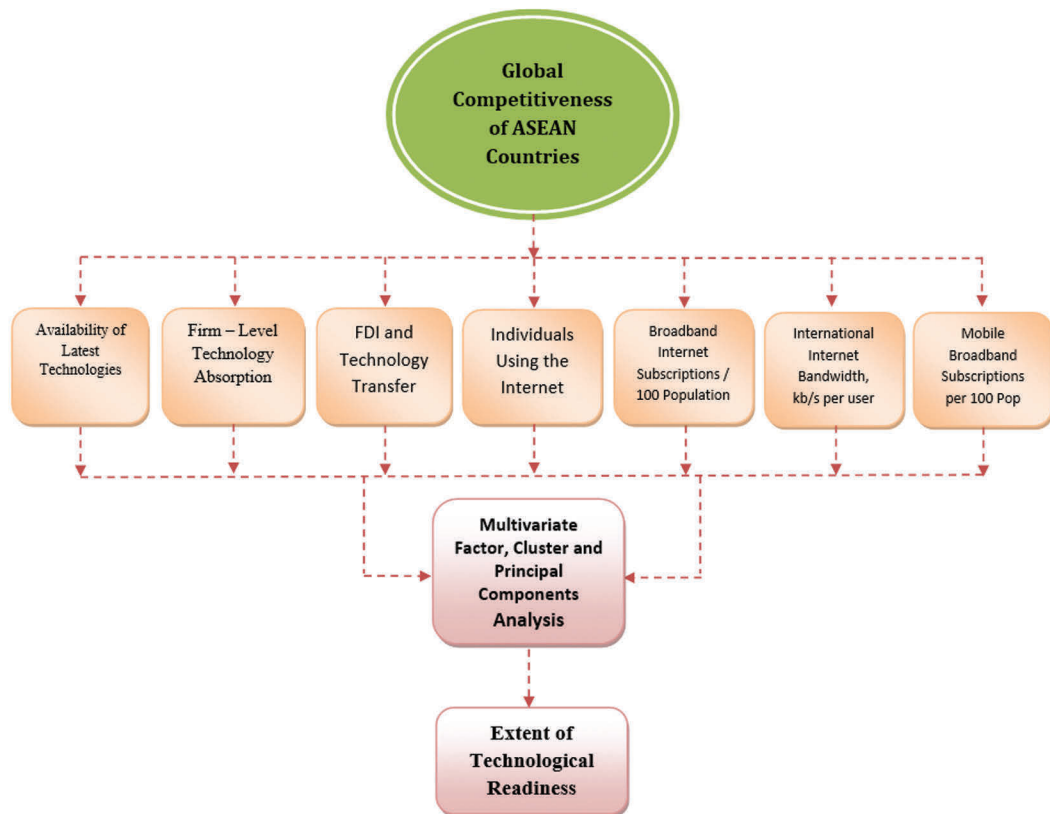 Global
Competitiveness
of ASEAN
Countries
Availability of
Latest
Technologies
Firm – Level
Technology
Absorption
FDI and
Technology
Transfer
Individuals
Using the
Internet
Broadband
Internet
Subscriptions /
100 Population
International
Internet
Bandwidth,
kb/s per user
Mobile
Broadband
Subscriptions
per 100 Pop
Multivariate
Factor, Cluster and
Principal
Components
Analysis
Extent of
Technological
Readiness